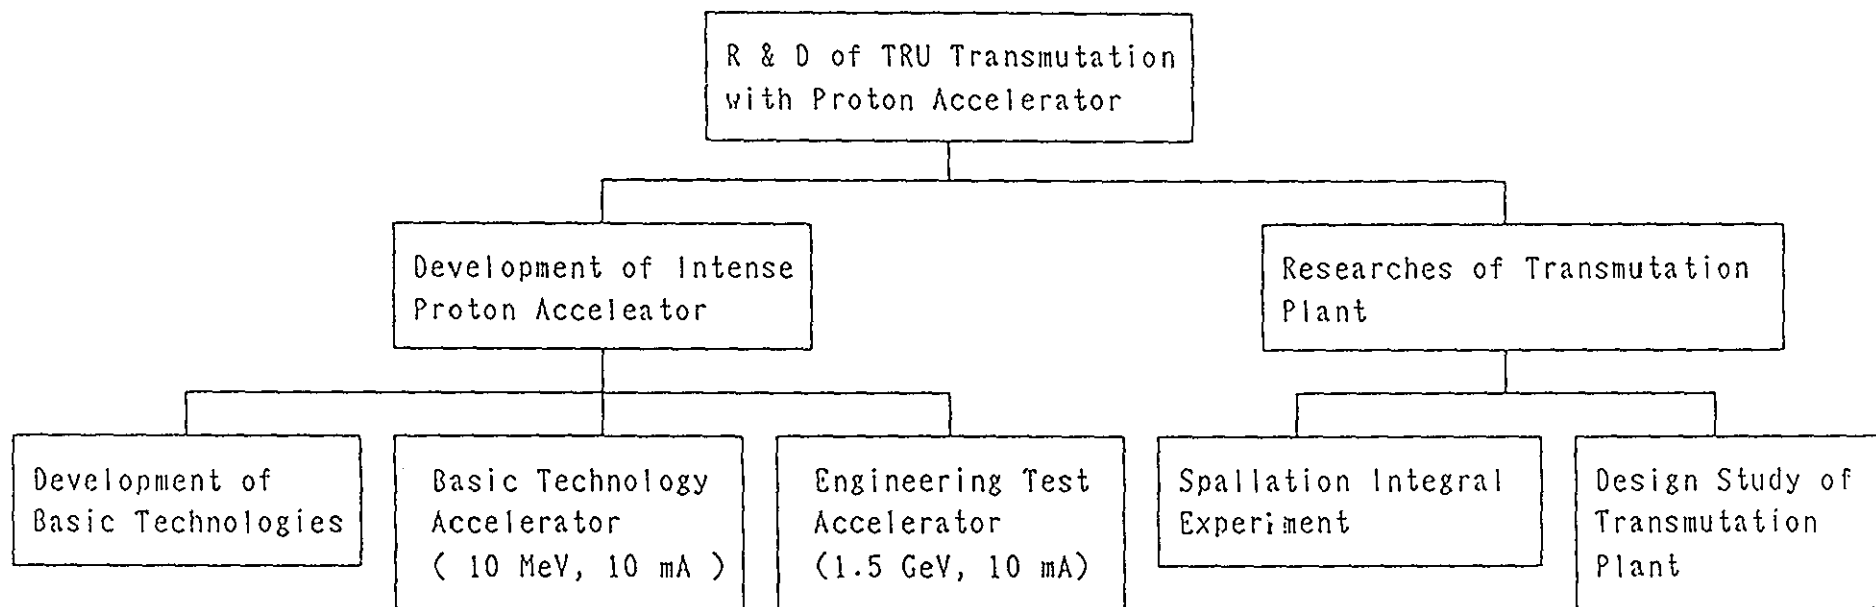 R & D of TRU Transmutation
with Proton Accelerator
Development of Intense
Proton Acceleator
Researches of Transmutation
Plant
Development of
Basic Technologies
Basic Technology
Accelerator
( 10 MeV, 10 mA )
Engineering Test
Accelerator
(1.5 GeV, 10 mA)
Spallation Integral
Experiment
Design Study of
Transmutation
Plant